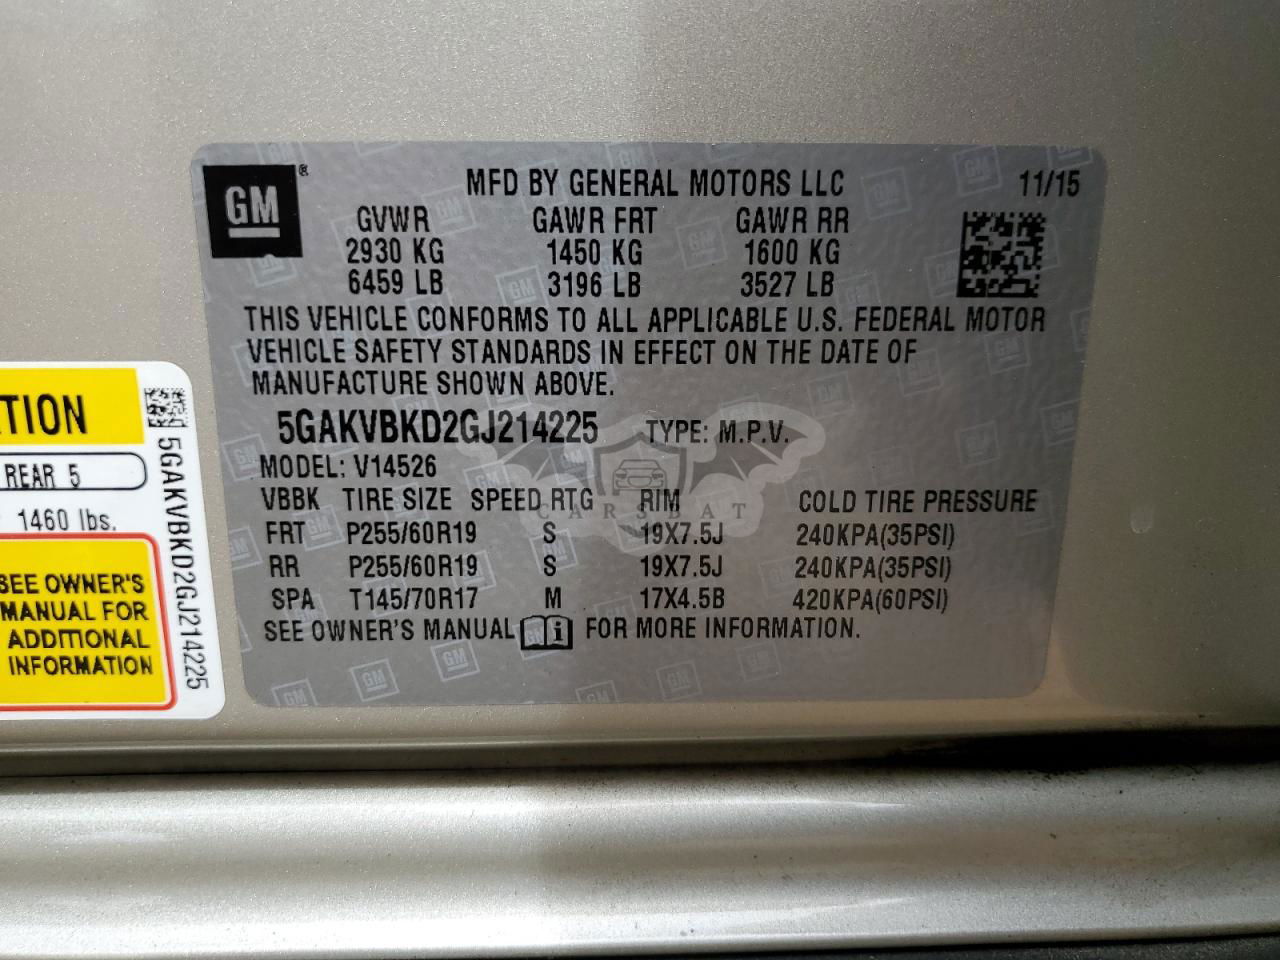 GM®
MFD BY GENERAL MOTORS LLC 11/15
GVWR GAWR FRT GAWR RR
2930 KG 1450 KG 1600 KG
6459 LB 3196 LB 3527 LB
THIS VEHICLE CONFORMS TO ALL APPLICABLE U.S. FEDERAL MOTOR
VEHICLE SAFETY STANDARDS IN EFFECT ON THE DATE OF
MANUFACTURE SHOWN ABOVE.
5GAKVBKD2GJ214225 TYPE: M.P.V.
MODEL: V14526
VBBK TIRE SIZE SPEED RTG RIM COLD TIRE PRESSURE
FRT P255/60R19 S 19X7.5J 240KPA(35PSI)
RR P255/60R19 S 19X7.5J 240KPA(35PSI)
SPA T145/70R17 M 17X4.5B 420KPA(60PSI)
SEE OWNER'S MANUAL FOR MORE INFORMATION.
CARSBAT
TION
REAR 5
1460 lbs.
SEE OWNER'S
MANUAL FOR
ADDITIONAL
INFORMATION
5GAKVBKD2GJ214225